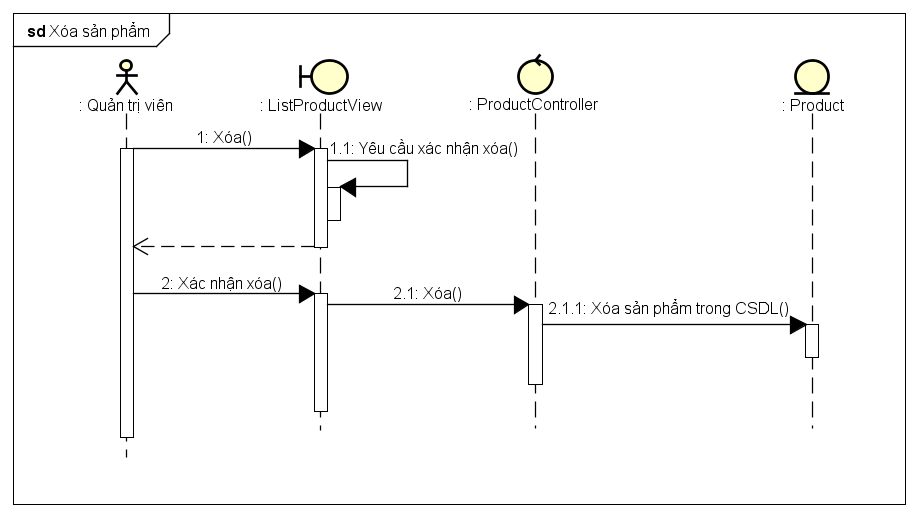 sd Xóa sản phẩm
: Quản trị viên
: ListProductView
: ProductController
: Product
1: Xóa()
1.1: Yêu cầu xác nhận xóa()
2: Xác nhận xóa()
2.1: Xóa()
2.1.1: Xóa sản phẩm trong CSDL()